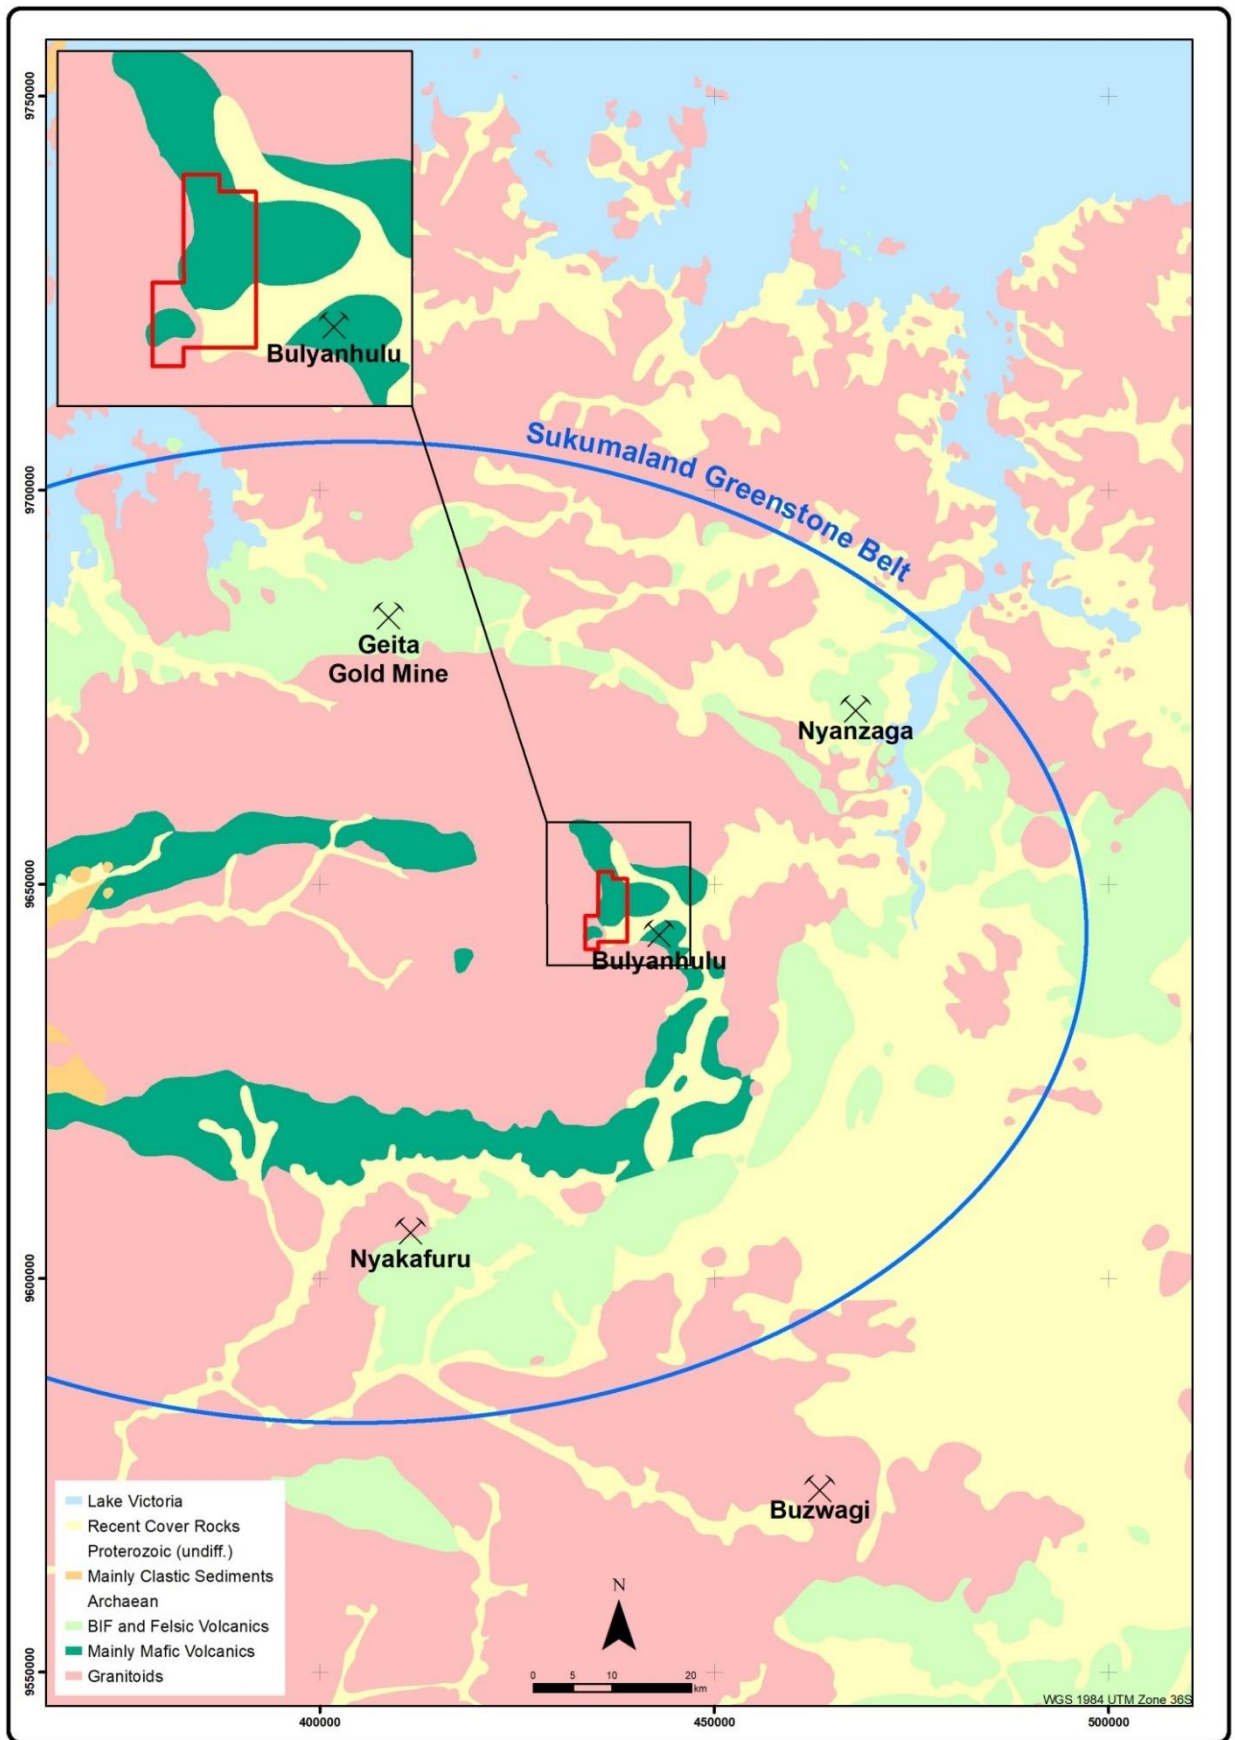 9750000
Bulyanhulu
Sukumaland Greenstone Belt
9700000
Geita
Gold Mine
Nyanzaga
9650000
Bulyanhulu
Nyakafuru
9600000
Buzwagi
Lake Victoria
Recent Cover Rocks
Proterozoic (undiff.)
Mainly Clastic Sediments
Archaean
BIF and Felsic Volcanics
Mainly Mafic Volcanics
Granitoids
N
0 5 10 20
km
9550000
WGS 1984 UTM Zone 36S
400000 450000 500000